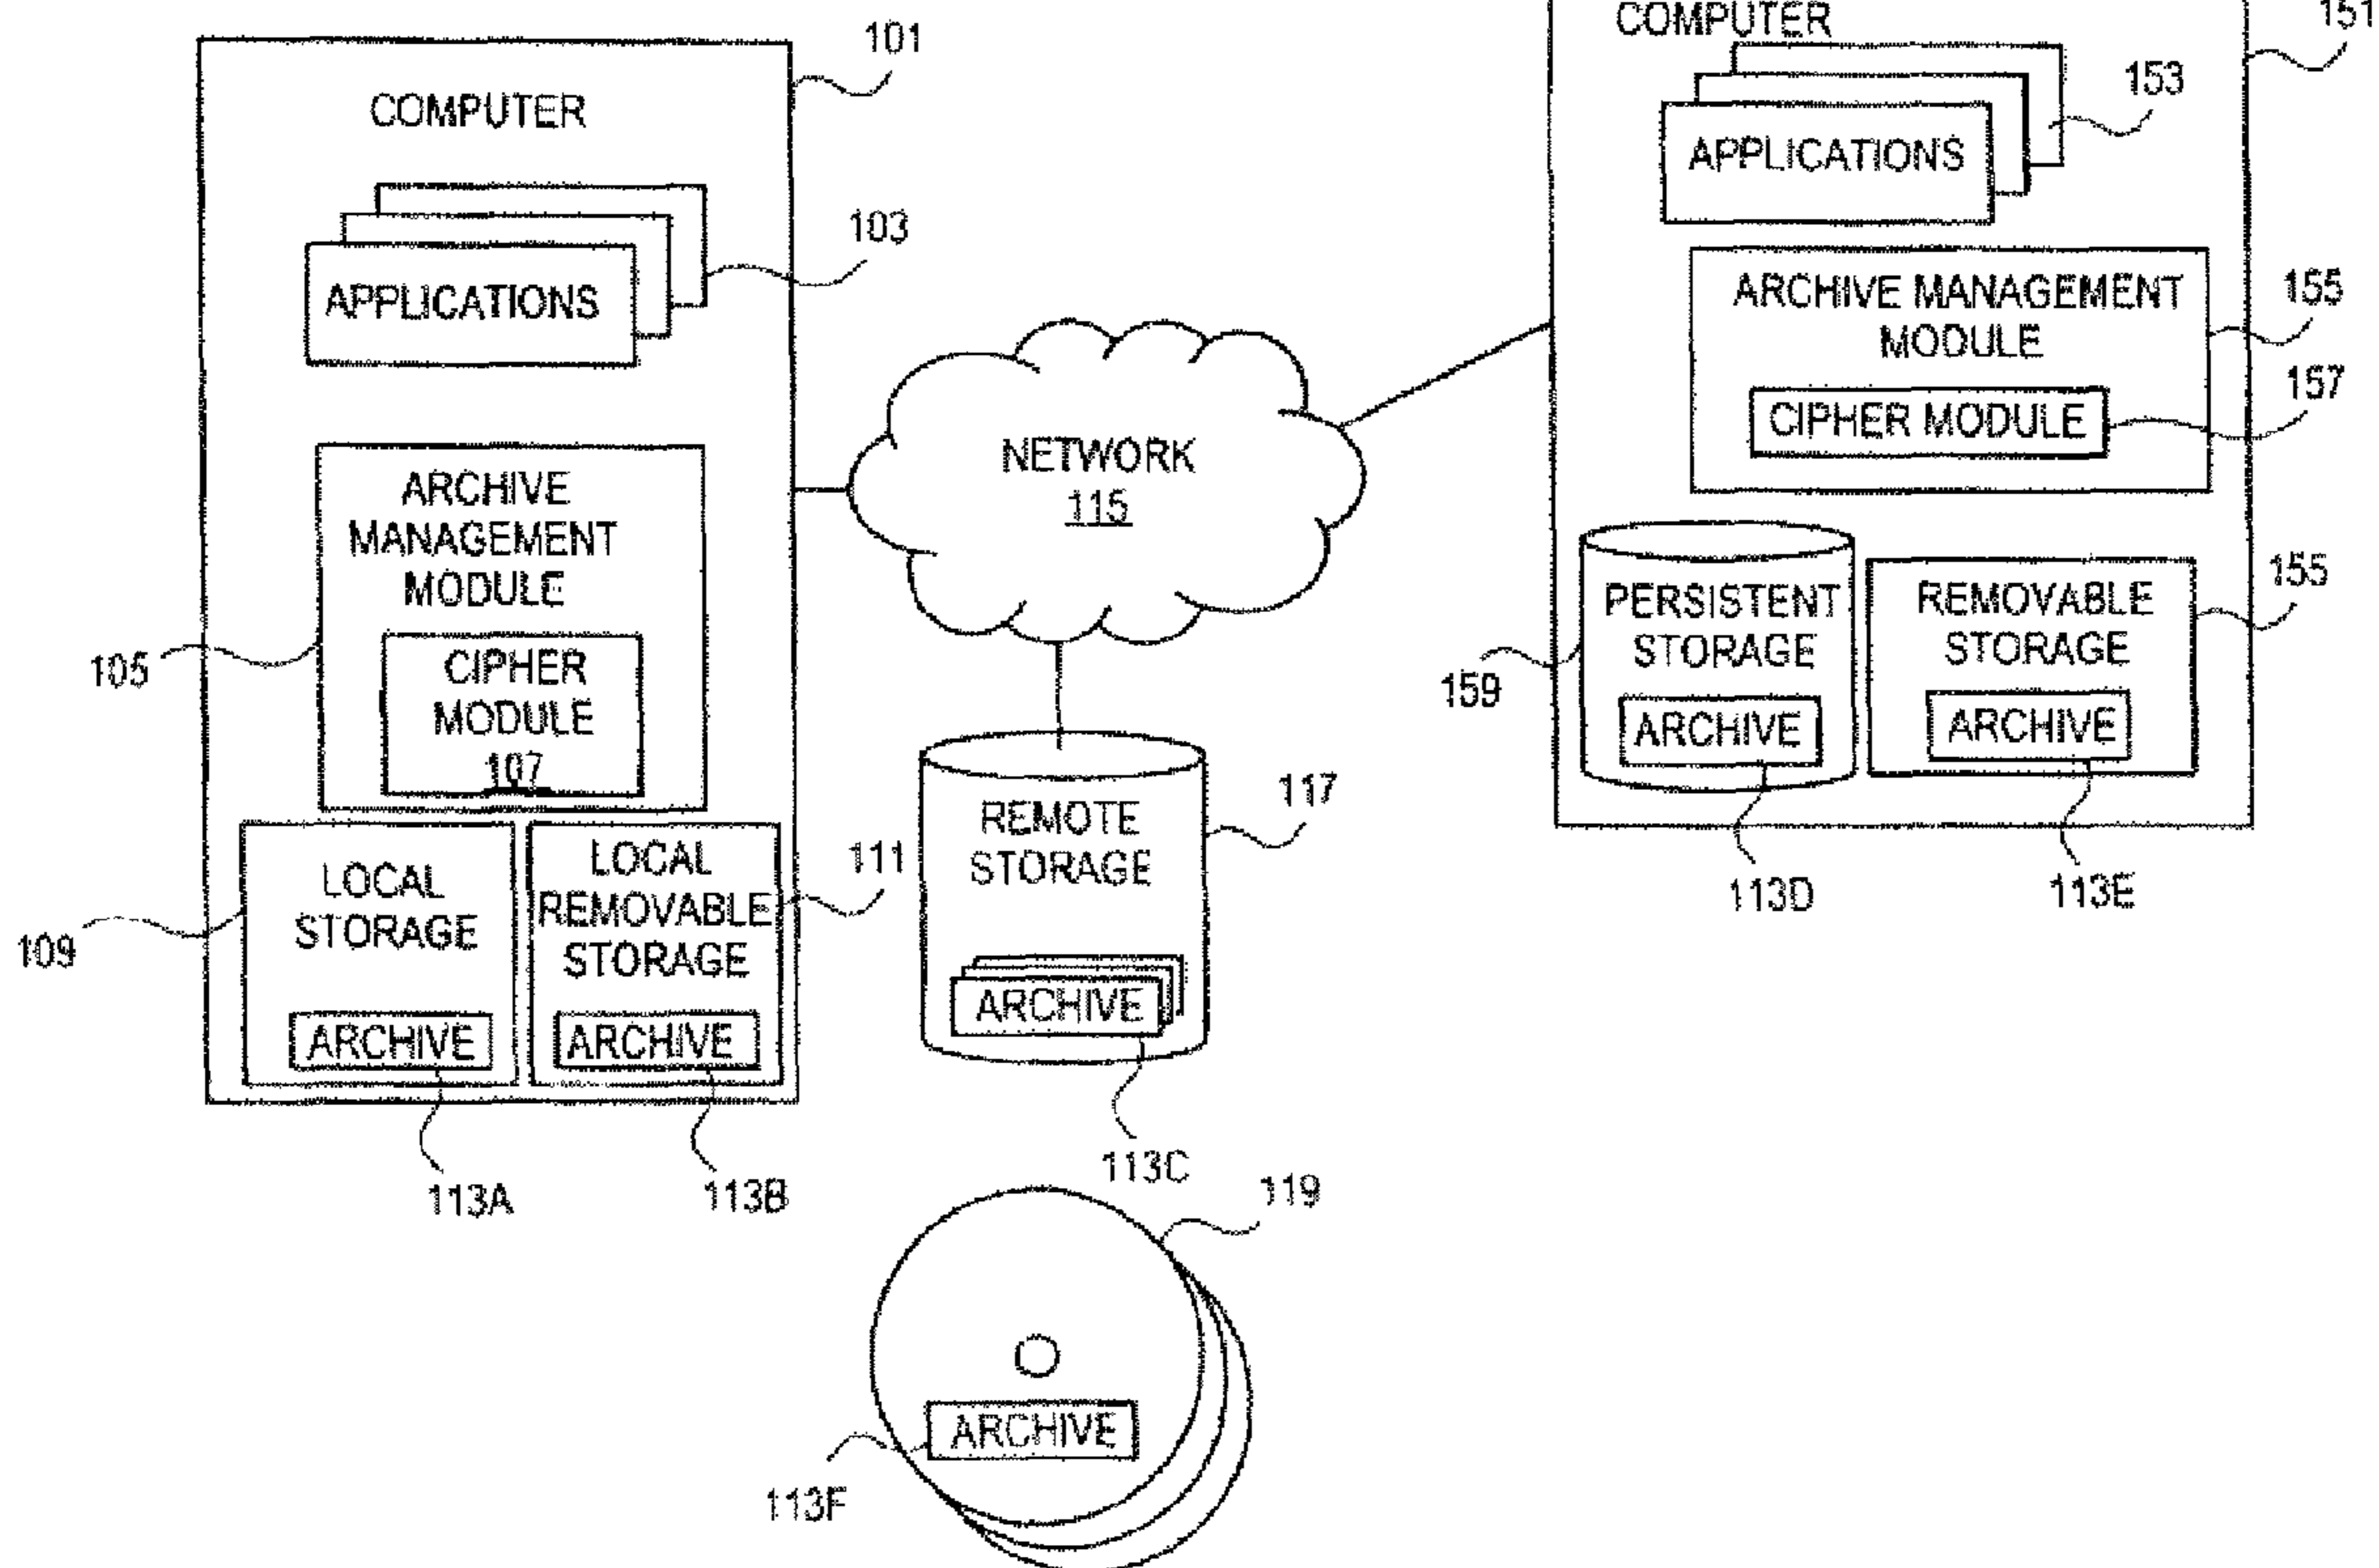 101
COMPUTER
103
APPLICATIONS
ARCHIVE
MANAGEMENT
MODULE
105
CIPHER
MODULE
107
LOCAL
STORAGE
109
ARCHIVE
113A
LOCAL
REMOVABLE
STORAGE
111
ARCHIVE
113B
NETWORK
115
REMOTE
STORAGE
117
ARCHIVE
113C
119
ARCHIVE
113F
COMPUTER
151
153
APPLICATIONS
ARCHIVE MANAGEMENT
MODULE
155
CIPHER MODULE
157
PERSISTENT
STORAGE
159
ARCHIVE
113D
REMOVABLE
STORAGE
155
ARCHIVE
113E